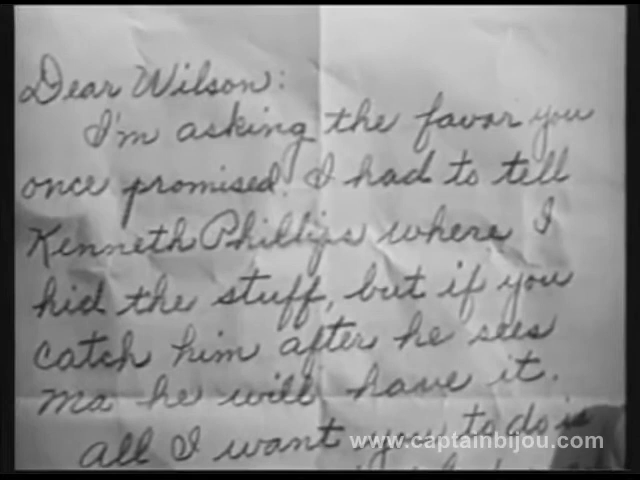 Dear Wilson:
I'm asking the favor you
once promised. I had to tell
Kenneth Phillips where I
hid the stuff, but if you
catch him after he sees
Ma he will have it.
all I want you to do is
www.captainbijou.com